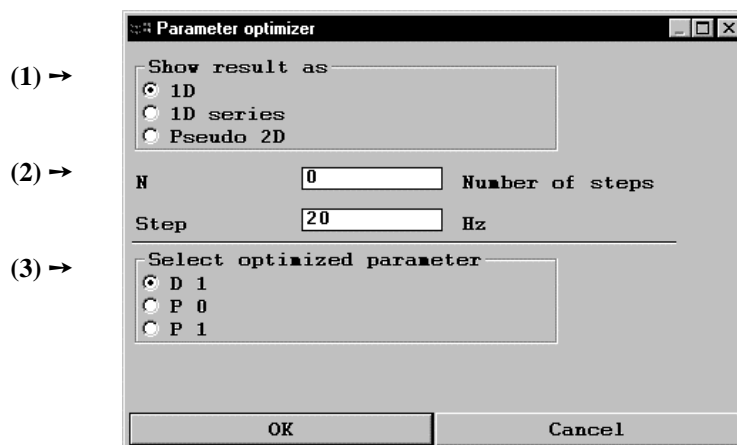 Parameter optimizer
(1) → Show result as
1D
1D series
Pseudo 2D
(2) → N 0 Number of steps
Step 20 Hz
(3) → Select optimized parameter
D 1
P 0
P 1
OK Cancel